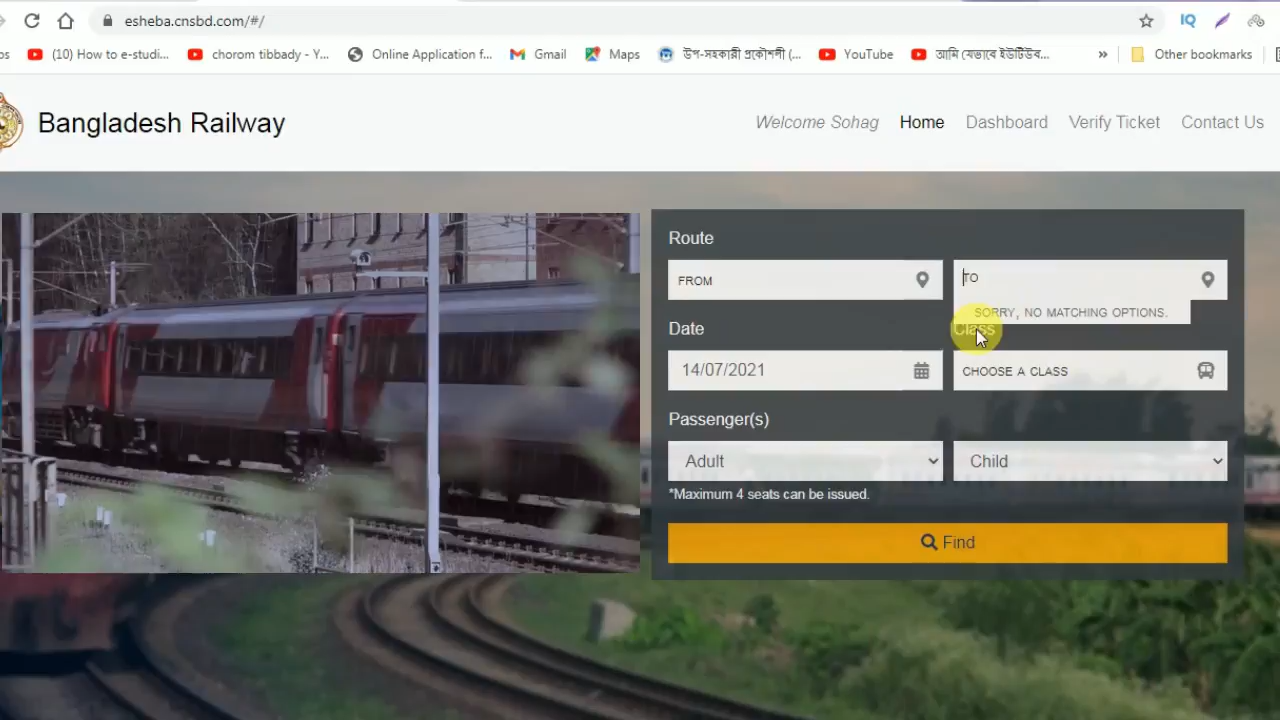 esheba.cnsbd.com/#/
ps (10) How to e-studi... chorom tibbady - Y... Online Application f... Gmail Maps উপ-সহকারী প্রকৌশলী (... YouTube আমি যেভাবে ইউটিউব... » Other bookmarks
Bangladesh Railway Welcome Sohag Home Dashboard Verify Ticket Contact Us
Route
FROM TO
SORRY, NO MATCHING OPTIONS.
Date Class
14/07/2021 CHOOSE A CLASS
Passenger(s)
Adult Child
*Maximum 4 seats can be issued.
Find